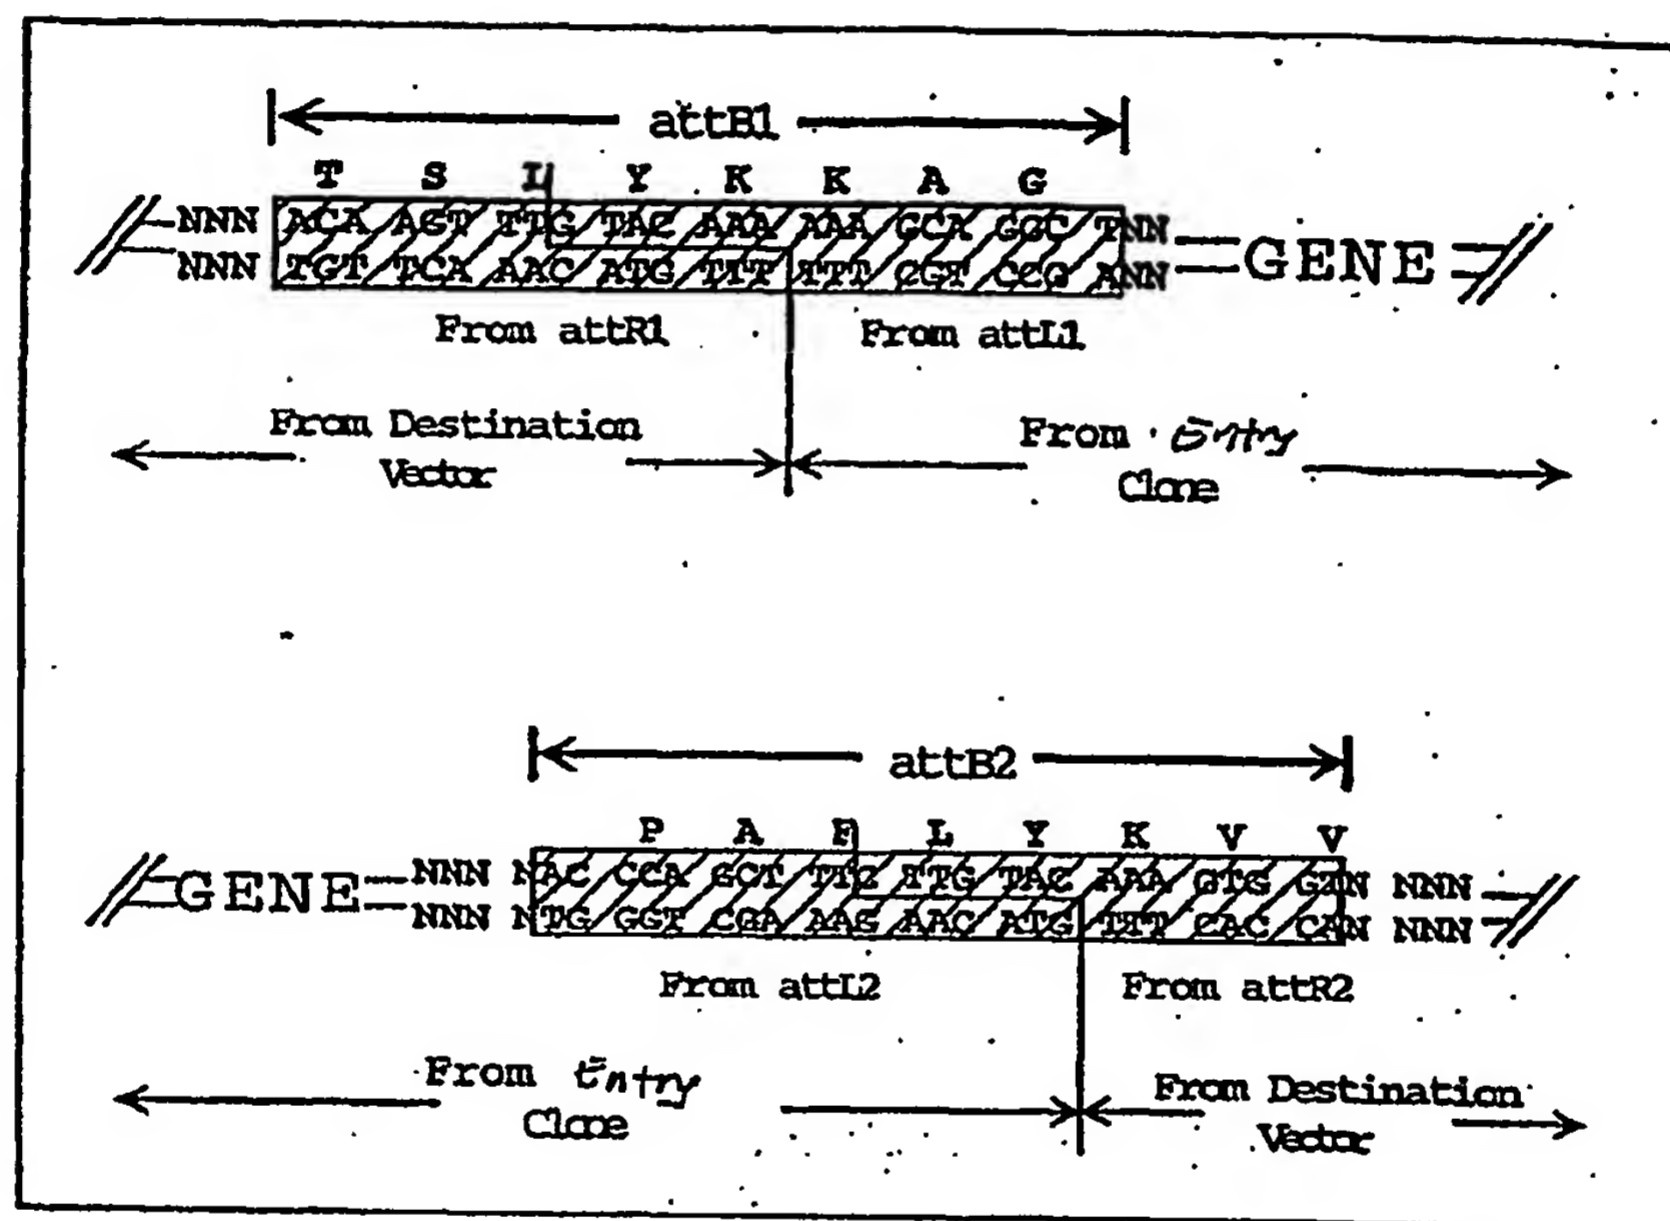 attB1
T S L Y K K A G
NNN ACA AGT TTG TAC AAA AAA GCA GGC TNN GENE
NNN TGT TCA AAC ATG TTT TTT CGT CCG ANN
From attR1 From attL1
From Destination Vector
From Entry Clone
attB2
P A F L Y K V V
GENE NNN NAC CCA GCT TTC TTG TAC AAA GTG GTN NNN
NNN NTG GGT CGA AAG AAC ATG TTT CAC CAN NNN
From attL2 From attR2
From Entry Clone
From Destination Vector